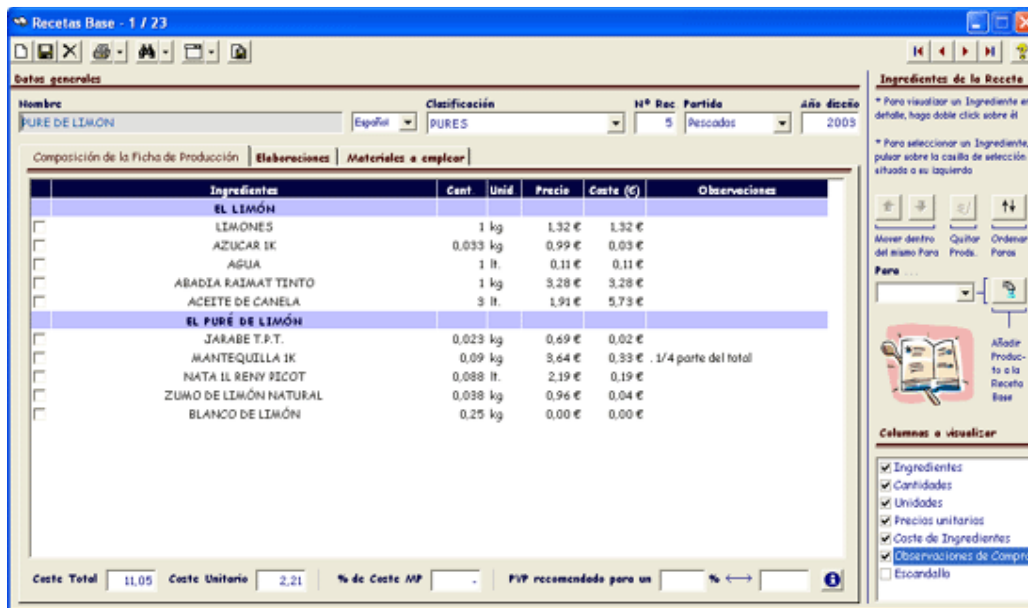 Recetas Base - 1 / 23
Datos generales
Nombre Clasificación Nº Rec Partida Año diseño
PURE DE LIMON Español PURES 5 Pescados 2003
Composición de la Ficha de Producción Elaboraciones Materiales a emplear
Ingredientes Cant. Unid Precio Coste (€) Observaciones
EL LIMÓN
LIMONES 1 kg 1,32 € 1,32 €
AZUCAR 1K 0,033 kg 0,99 € 0,03 €
AGUA 1 lt. 0,11 € 0,11 €
ABADIA RAIMAT TINTO 1 kg 3,28 € 3,28 €
ACEITE DE CANELA 3 lt. 1,91 € 5,73 €
EL PURÉ DE LIMÓN
JARABE T.P.T. 0,023 kg 0,69 € 0,02 €
MANTEQUILLA 1K 0,09 kg 3,64 € 0,33 € . 1/4 parte del total
NATA 1L RENY PICOT 0,088 lt. 2,19 € 0,19 €
ZUMO DE LIMÓN NATURAL 0,038 kg 0,96 € 0,04 €
BLANCO DE LIMÓN 0,25 kg 0,00 € 0,00 €
Coste Total 11,05 Coste Unitario 2,21 % de Coste MP - PVP recomendado para un % ⟷
Ingredientes de la Receta
* Para visualizar un Ingrediente en
detalle, haga doble click sobre él
* Para seleccionar un Ingrediente,
pulsar sobre la casilla de selección
situada a su izquierda
s/
Mover dentro Quitar Ordenar
del mismo Para Prods. Paras
Para ...
Añadir
Produc-
to a la
Receta
Base
Columnas a visualizar
Ingredientes
Cantidades
Unidades
Precios unitarios
Coste de Ingredientes
Observaciones de Compra
Escandallo